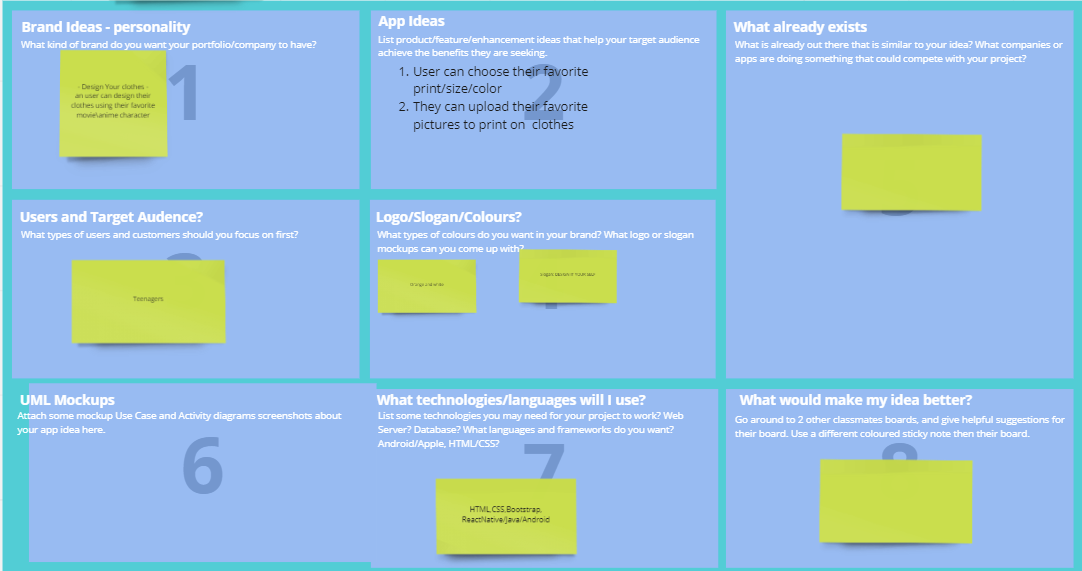 Brand Ideas - personality
What kind of brand do you want your portfolio/company to have?
1
- Design Your clothes -
an user can design their
clothes using their favorite
movie\anime character
App Ideas
List product/feature/enhancement ideas that help your target audience
achieve the benefits they are seeking.
2
1. User can choose their favorite
print/size/color
2. They can upload their favorite
pictures to print on clothes
What already exists
What is already out there that is similar to your idea? What companies or
apps are doing something that could compete with your project?
Users and Target Audence?
What types of users and customers should you focus on first?
Teenagers
Logo/Slogan/Colours?
What types of colours do you want in your brand? What logo or slogan
mockups can you come up with?
UML Mockups
Attach some mockup Use Case and Activity diagrams screenshots about
your app idea here.
6
What technologies/languages will I use?
List some technologies you may need for your project to work? Web
Server? Database? What languages and frameworks do you want?
Android/Apple, HTML/CSS?
7
HTML,CSS,Bootstrap,
ReactNative/Java/Android
What would make my idea better?
Go around to 2 other classmates boards, and give helpful suggestions for
their board. Use a different coloured sticky note then their board.
8